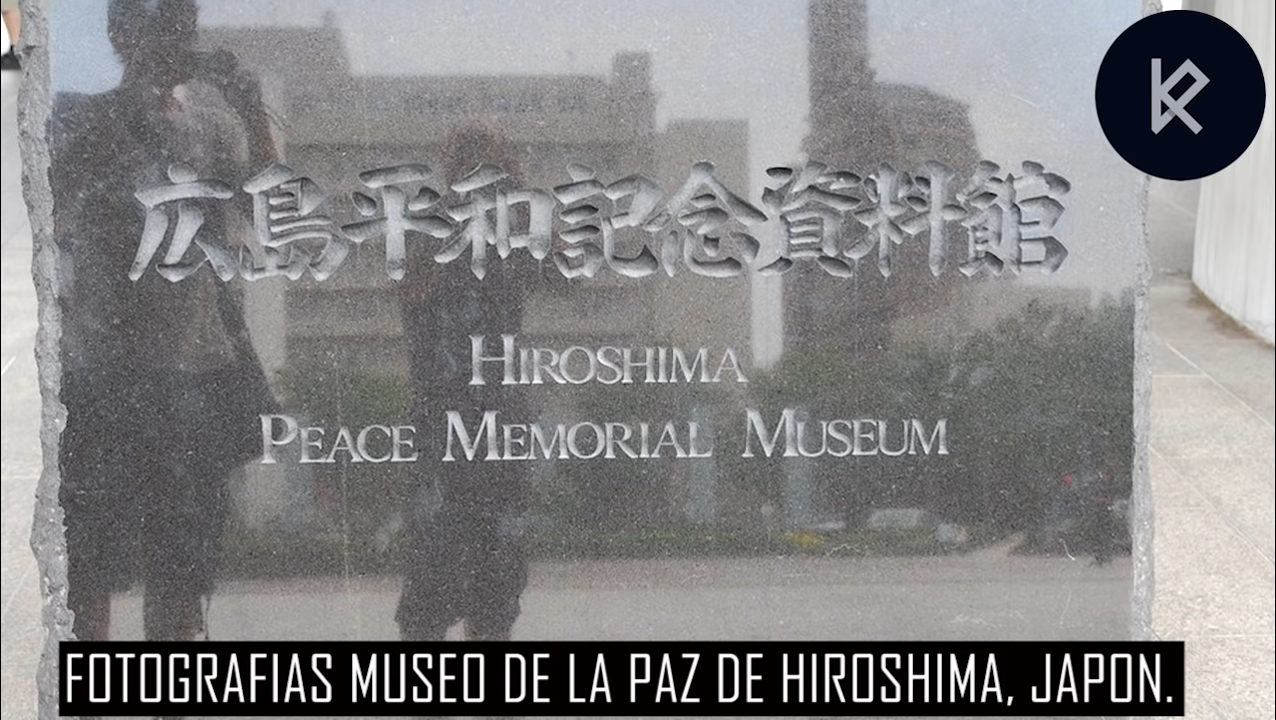 広島平和記念資料館
HIROSHIMA
PEACE MEMORIAL MUSEUM
FOTOGRAFIAS MUSEO DE LA PAZ DE HIROSHIMA, JAPON.